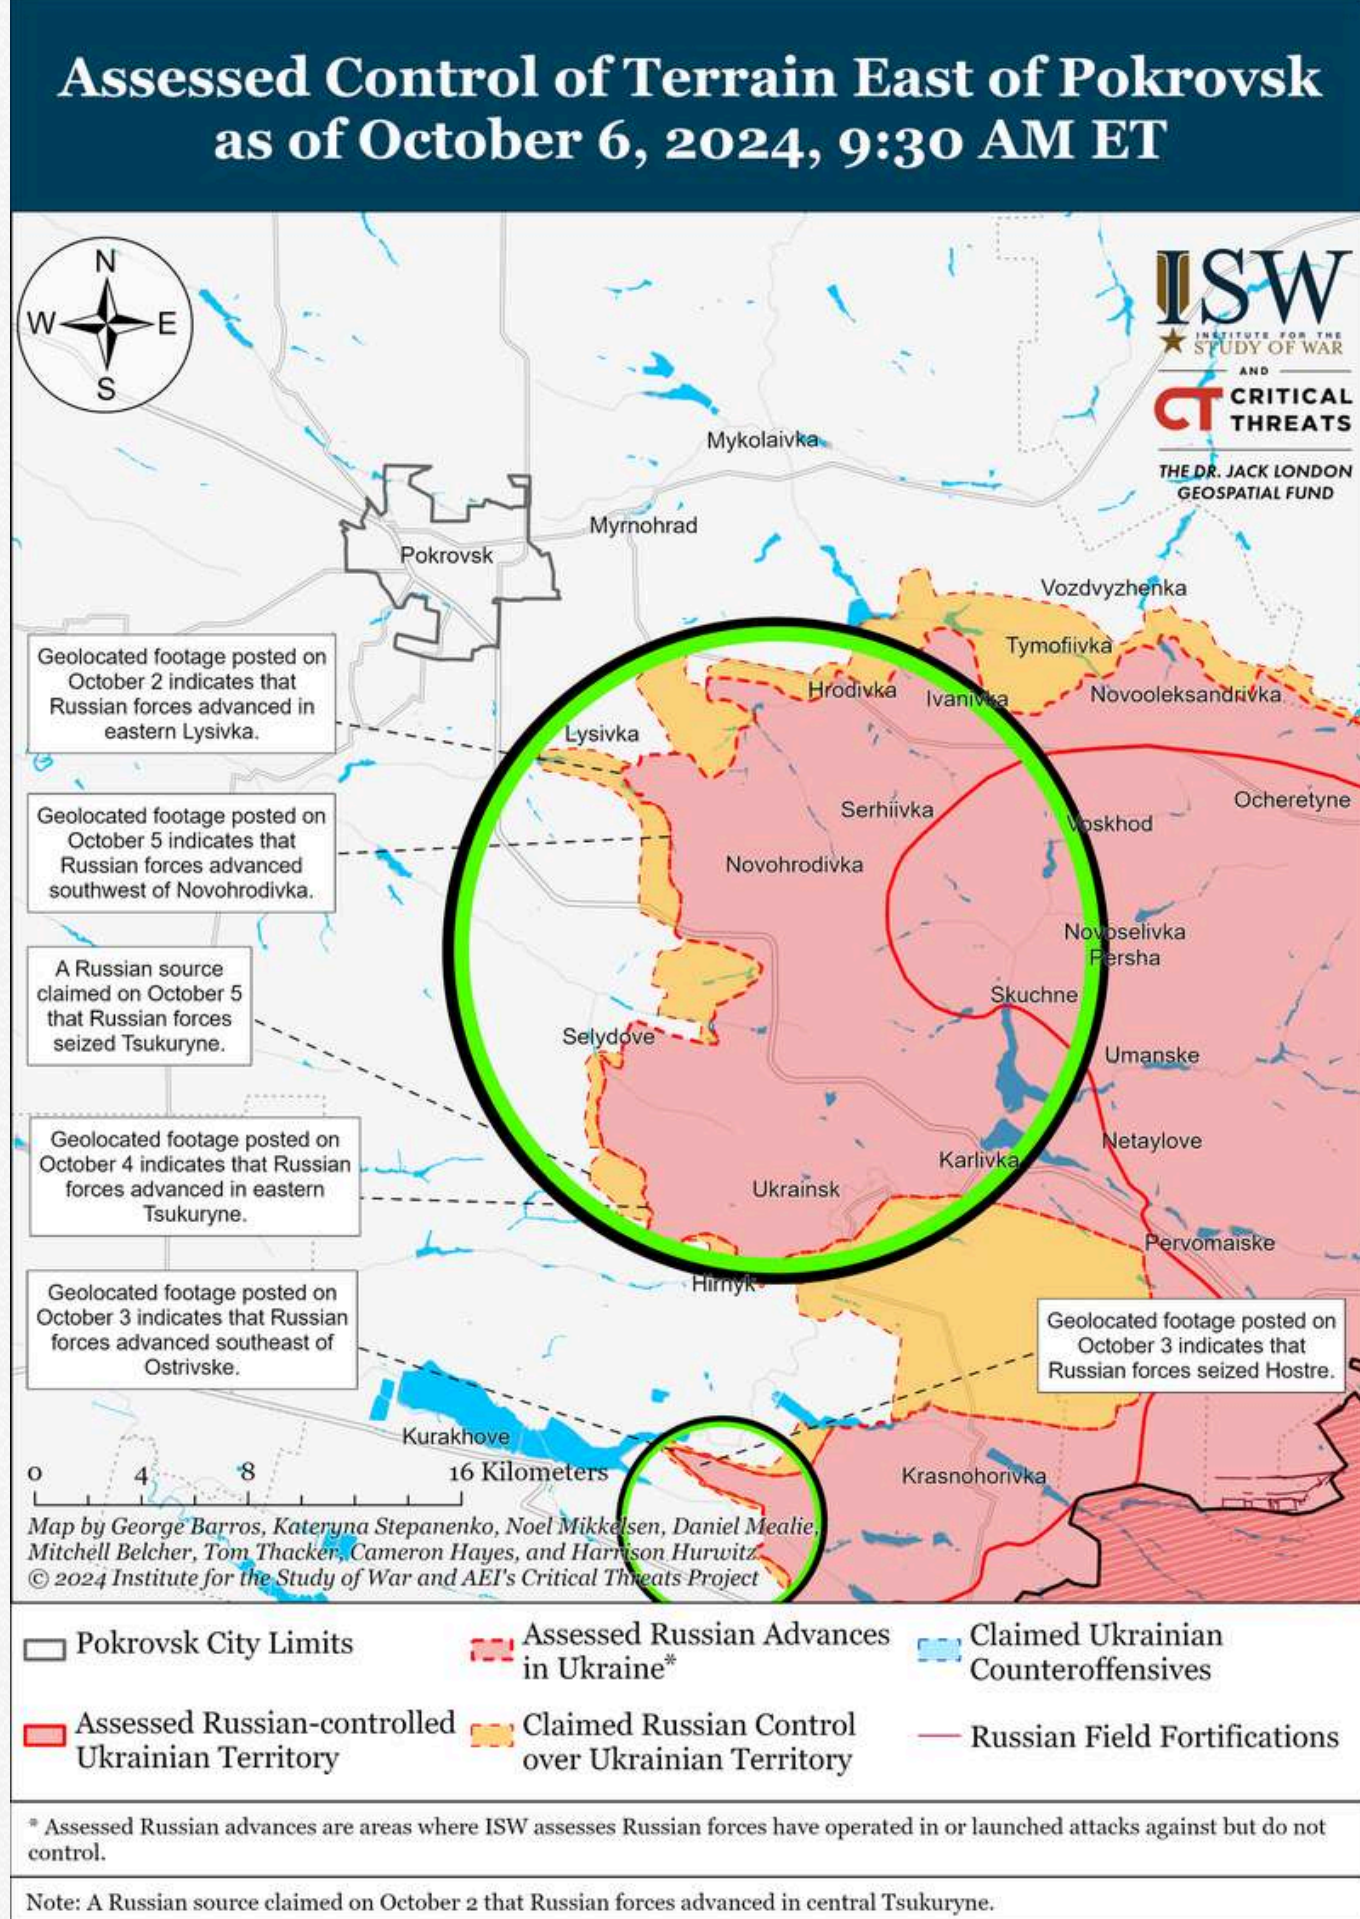 Assessed Control of Terrain East of Pokrovsk
as of October 6, 2024, 9:30 AM ET
N
W
E
S
ISW
INSTITUTE FOR THE
STUDY OF WAR
AND
CT CRITICAL
THREATS
THE DR. JACK LONDON
GEOSPATIAL FUND
Mykolaivka
Myrnohrad
Pokrovsk
Vozdvyzhenka
Tymofiivka
Hrodivka
Ivanivka
Novooleksandrivka
Lysivka
Ocheretyne
Serhiivka
Voskhod
Novohrodivka
Novoselivka
Persha
Skuchne
Selydove
Umanske
Netaylove
Karlivka
Ukrainsk
Pervomaiske
Hirnyk
Kurakhove
Krasnohorivka
Geolocated footage posted on
October 2 indicates that
Russian forces advanced in
eastern Lysivka.
Geolocated footage posted on
October 5 indicates that
Russian forces advanced
southwest of Novohrodivka.
A Russian source
claimed on October 5
that Russian forces
seized Tsukuryne.
Geolocated footage posted on
October 4 indicates that Russian
forces advanced in eastern
Tsukuryne.
Geolocated footage posted on
October 3 indicates that Russian
forces advanced southeast of
Ostrivske.
Geolocated footage posted on
October 3 indicates that
Russian forces seized Hostre.
0 4 8 16 Kilometers
Map by George Barros, Kateryna Stepanenko, Noel Mikkelsen, Daniel Mealie,
Mitchell Belcher, Tom Thacker, Cameron Hayes, and Harrison Hurwitz
© 2024 Institute for the Study of War and AEI's Critical Threats Project
Pokrovsk City Limits
Assessed Russian Advances
in Ukraine*
Claimed Ukrainian
Counteroffensives
Assessed Russian-controlled
Ukrainian Territory
Claimed Russian Control
over Ukrainian Territory
Russian Field Fortifications
* Assessed Russian advances are areas where ISW assesses Russian forces have operated in or launched attacks against but do not
control.
Note: A Russian source claimed on October 2 that Russian forces advanced in central Tsukuryne.